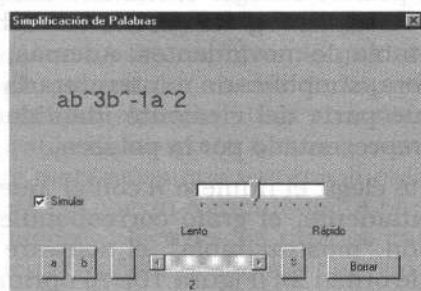 Simplificación de Palabras
ab^3b^-1a^2
Simular
Lento Rápido
a b
Borrar
2